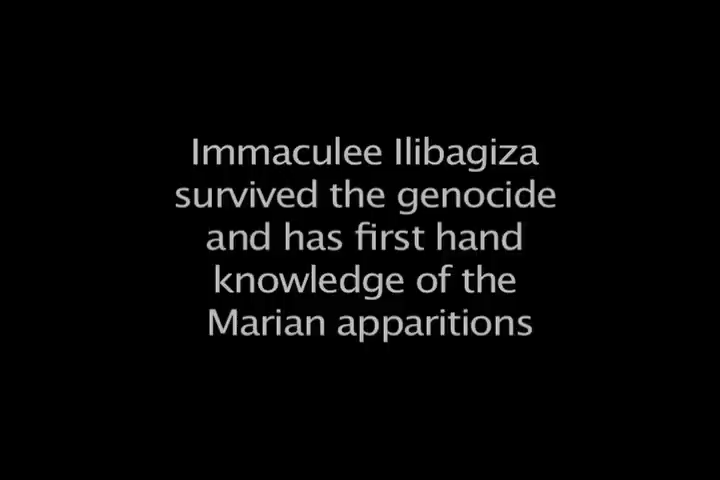 Immaculee Ilibagiza
survived the genocide
and has first hand
knowledge of the
Marian apparitions